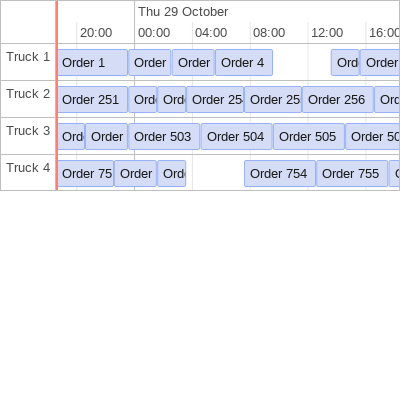 Thu 29 October
20:00 00:00 04:00 08:00 12:00 16:00
Truck 1 Order 1 Order Order Order 4 Ord Order
Truck 2 Order 251 Ord Ord Order 25 Order 25 Order 256 Ord
Truck 3 Ord Order Order 503 Order 504 Order 505 Order 50
Truck 4 Order 75 Order Ord Order 754 Order 755